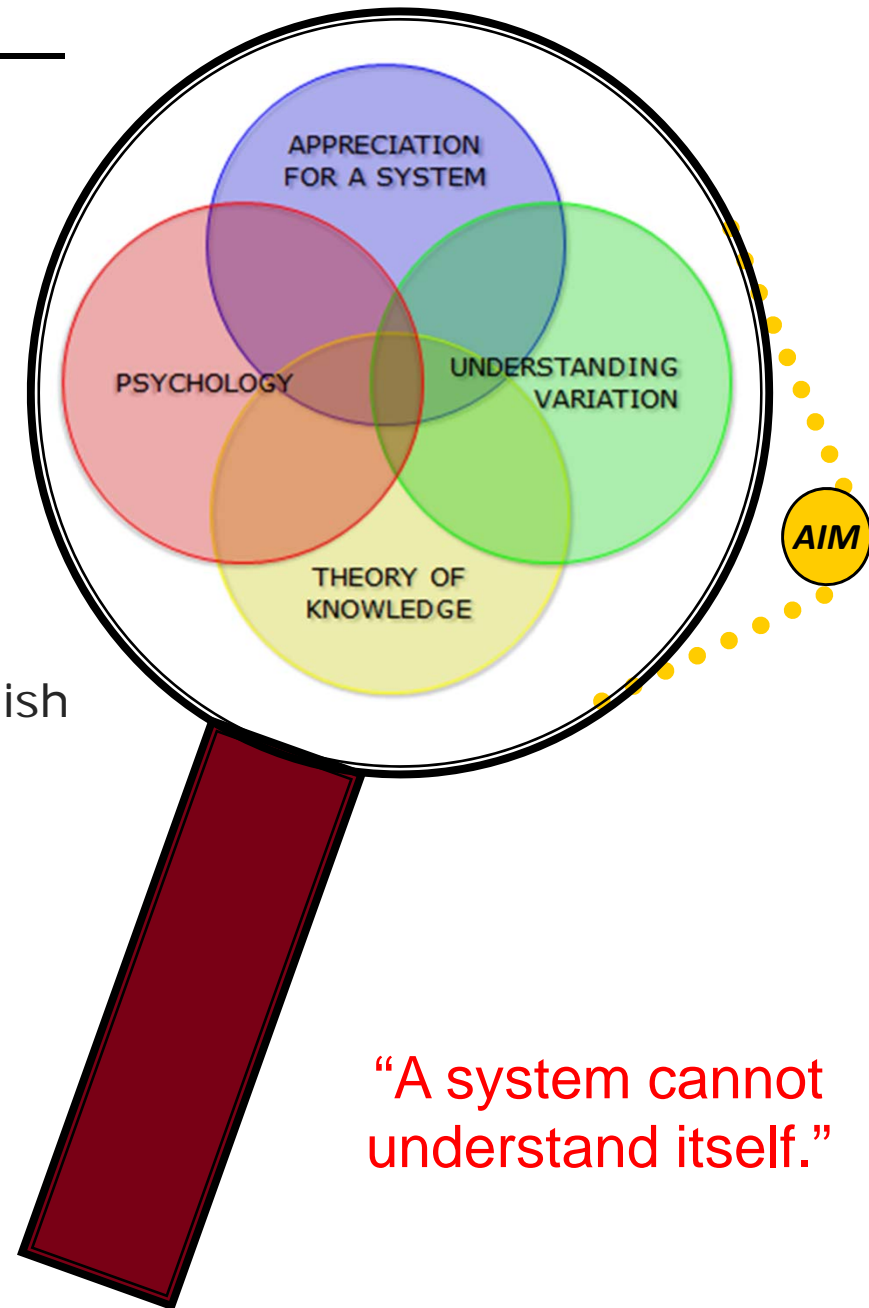 APPRECIATION
FOR A SYSTEM
PSYCHOLOGY
UNDERSTANDING
VARIATION
THEORY OF
KNOWLEDGE
AIM
ish
“A system cannot
understand itself.”